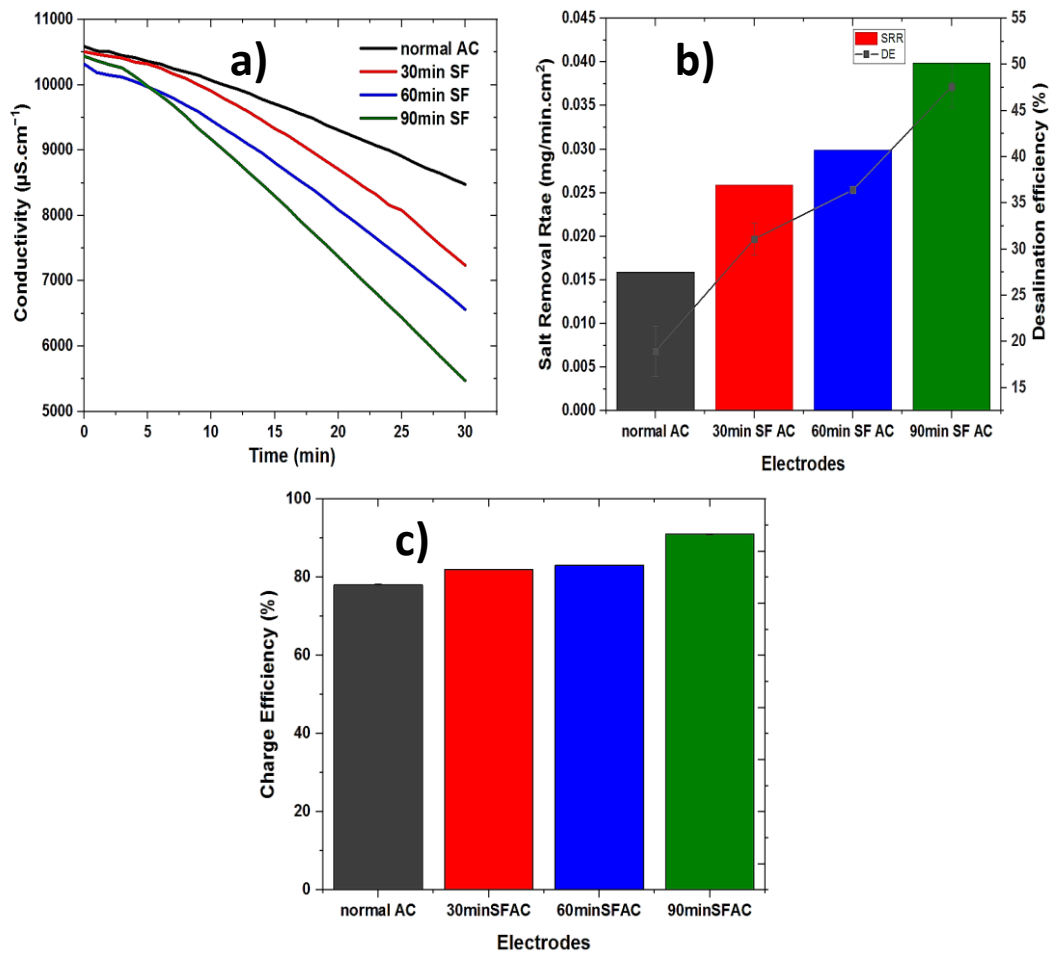 a)
normal AC
30min SF
60min SF
90min SF
11000
10000
9000
8000
7000
6000
5000
Conductivity (µS.cm⁻¹)
0 5 10 15 20 25 30
Time (min)
b)
SRR
DE
0.045
0.040
0.035
0.030
0.025
0.020
0.015
0.010
0.005
0.000
Salt Removal Rtae (mg/min.cm²)
55
50
45
40
35
30
25
20
15
Desalination efficiency (%)
normal AC 30min SF AC 60min SF AC 90min SF AC
Electrodes
c)
100
80
60
40
20
0
Charge Efficiency (%)
normal AC 30minSFAC 60minSFAC 90minSFAC
Electrodes